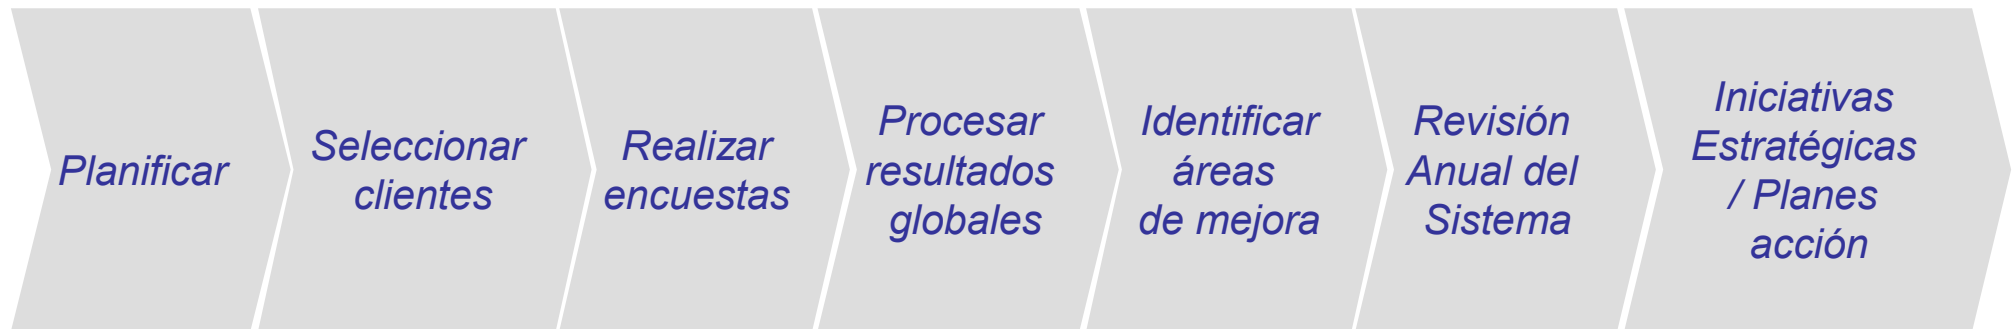 Planificar
Seleccionar
clientes
Realizar
encuestas
Procesar
resultados
globales
Identificar
áreas
de mejora
Revisión
Anual del
Sistema
Iniciativas
Estratégicas
/ Planes
acción